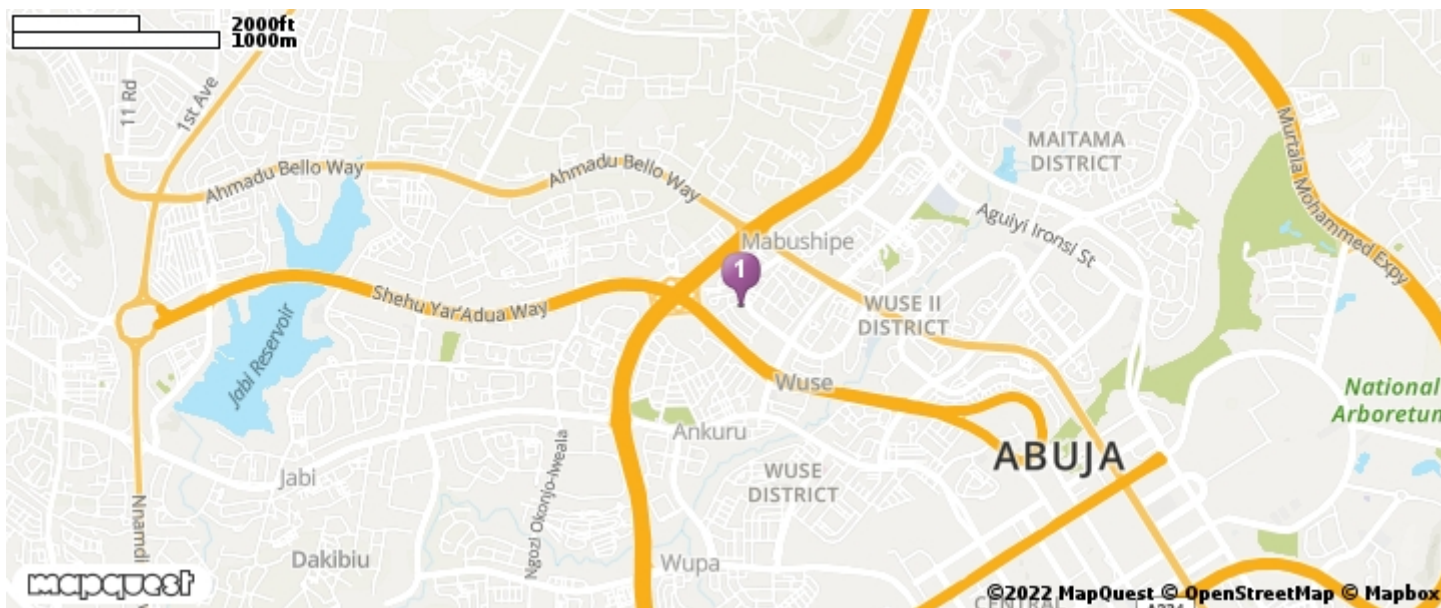 2000ft
1000m
11 Rd
1st Ave
Ahmadu Bello Way
Ahmadu Bello Way
MAITAMA
DISTRICT
Murtala Mohammed Expy
Aguiyi Ironsi St
Mabushipe
1
Shehu Yar'Adua Way
WUSE II
DISTRICT
Jabi Reservoir
Wuse
National
Arboretum
Ankuru
ABUJA
Jabi
WUSE
DISTRICT
Ngozi Okonjo-Iweala
Nnamdi
Dakibiu
Wupa
mapquest
©2022 MapQuest © OpenStreetMap © Mapbox
CENTRAL
A234